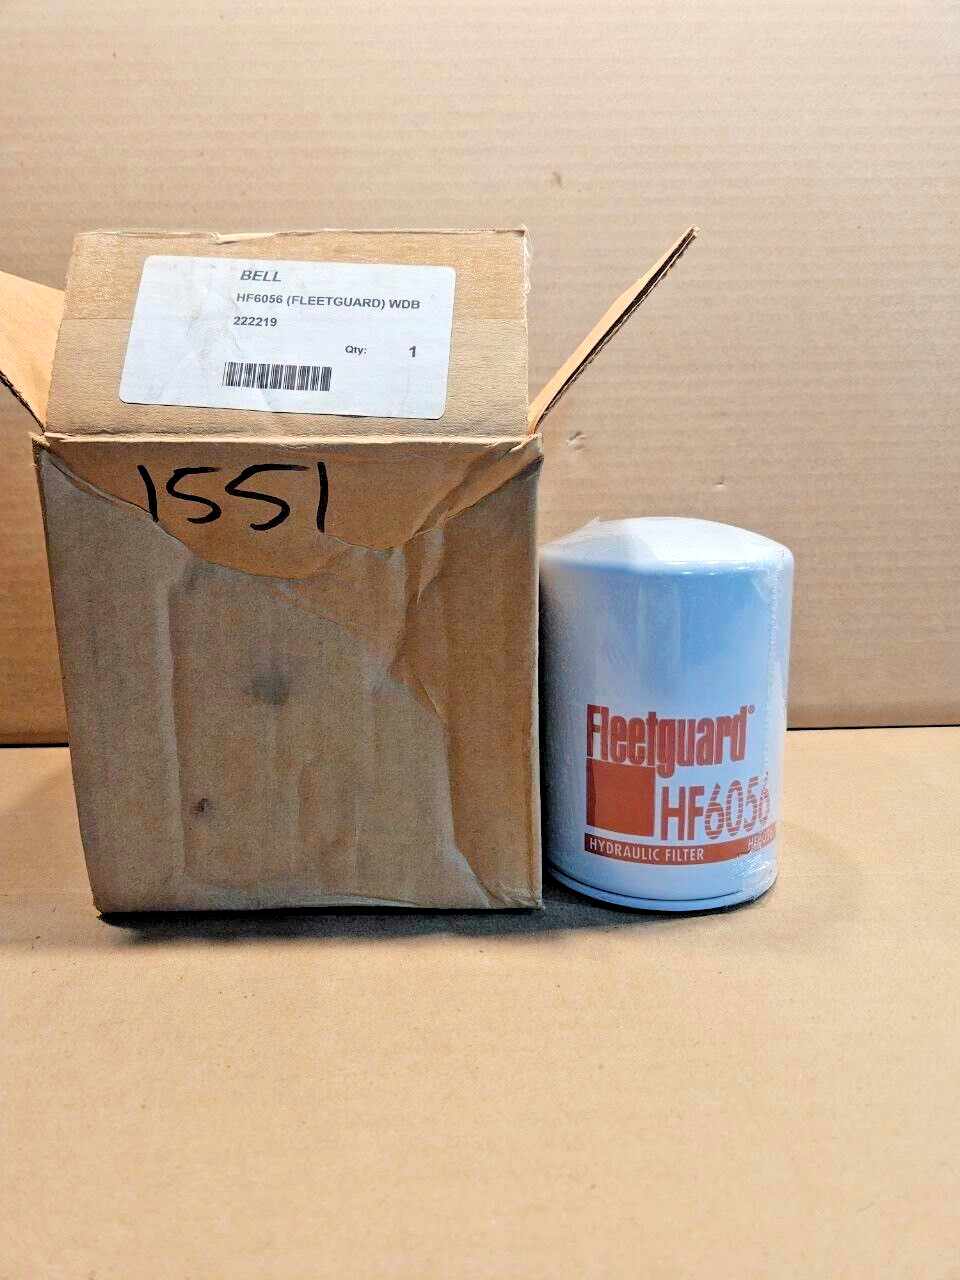 BELL
HF6056 (FLEETGUARD) WDB
222219
Qty: 1
1551
Fleetguard®
HF6056
HYDRAULIC FILTER